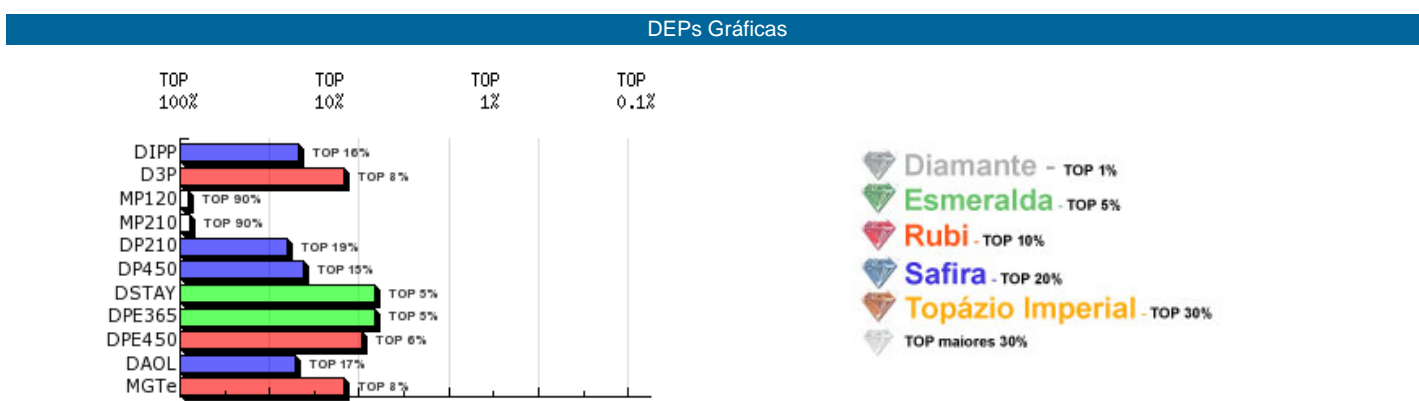 DEPs Gráficas
TOP 100%
TOP 10%
TOP 1%
TOP 0.1%
DIPP TOP 16%
D3P TOP 8%
MP120 TOP 90%
MP210 TOP 90%
DP210 TOP 19%
DP450 TOP 15%
DSTAY TOP 5%
DPE365 TOP 5%
DPE450 TOP 6%
DAOL TOP 17%
MGTe TOP 8%
Diamante - TOP 1%
Esmeralda - TOP 5%
Rubi - TOP 10%
Safira - TOP 20%
Topázio Imperial - TOP 30%
TOP maiores 30%